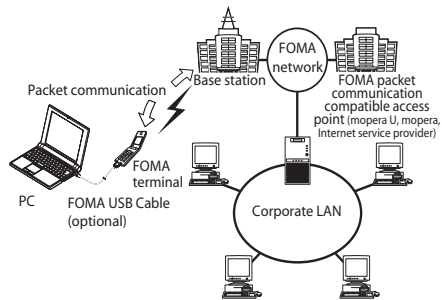 FOMA
network
Packet communication
Base station
FOMA packet
communication
compatible access
point (mopera U, mopera,
Internet service provider)
FOMA
terminal
PC
FOMA USB Cable
(optional)
Corporate LAN